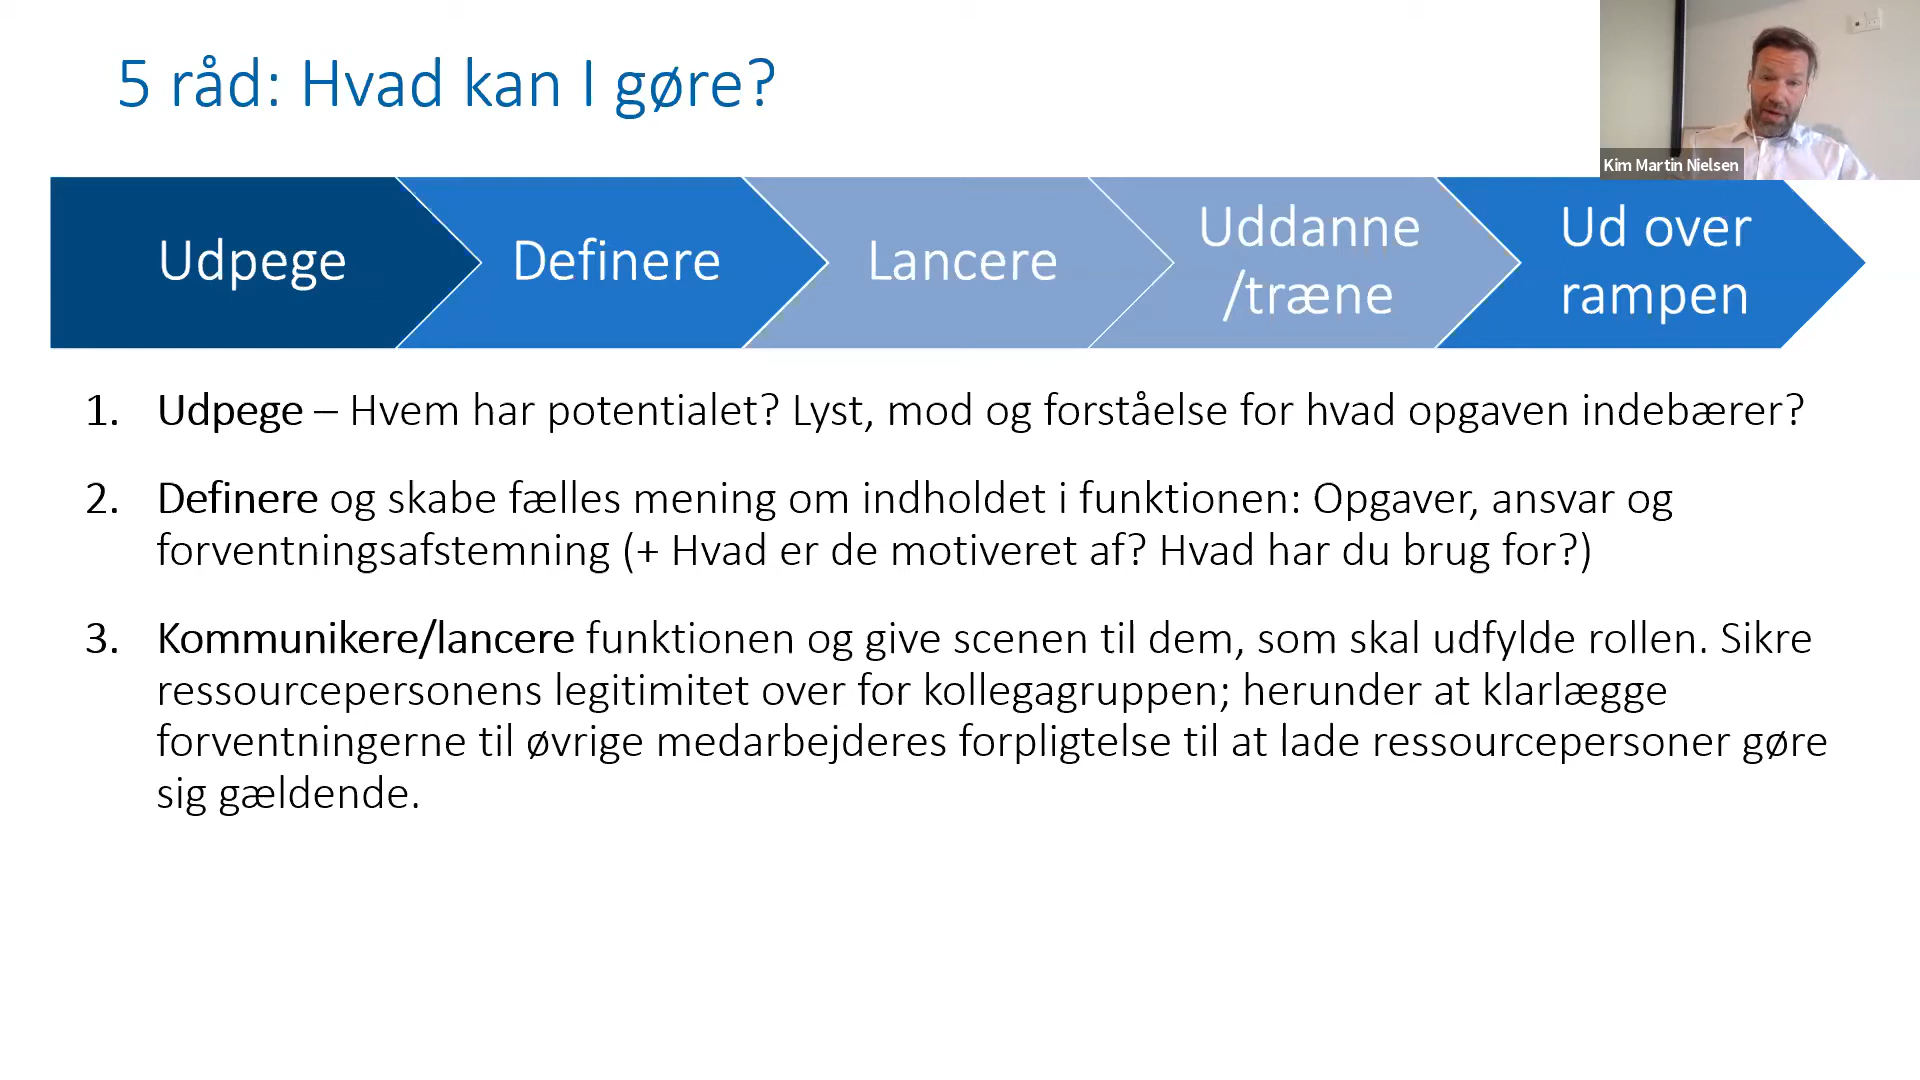 5 råd: Hvad kan I gøre?
Kim Martin Nielsen
Udpege
Definere
Lancere
Uddanne
/træne
Ud over
rampen
1. Udpege – Hvem har potentialet? Lyst, mod og forståelse for hvad opgaven indebærer?
2. Definere og skabe fælles mening om indholdet i funktionen: Opgaver, ansvar og
forventningsafstemning (+ Hvad er de motiveret af? Hvad har du brug for?)
3. Kommunikere/lancere funktionen og give scenen til dem, som skal udfylde rollen. Sikre
ressourcepersonens legitimitet over for kollegagruppen; herunder at klarlægge
forventningerne til øvrige medarbejderes forpligtelse til at lade ressourcepersoner gøre
sig gældende.